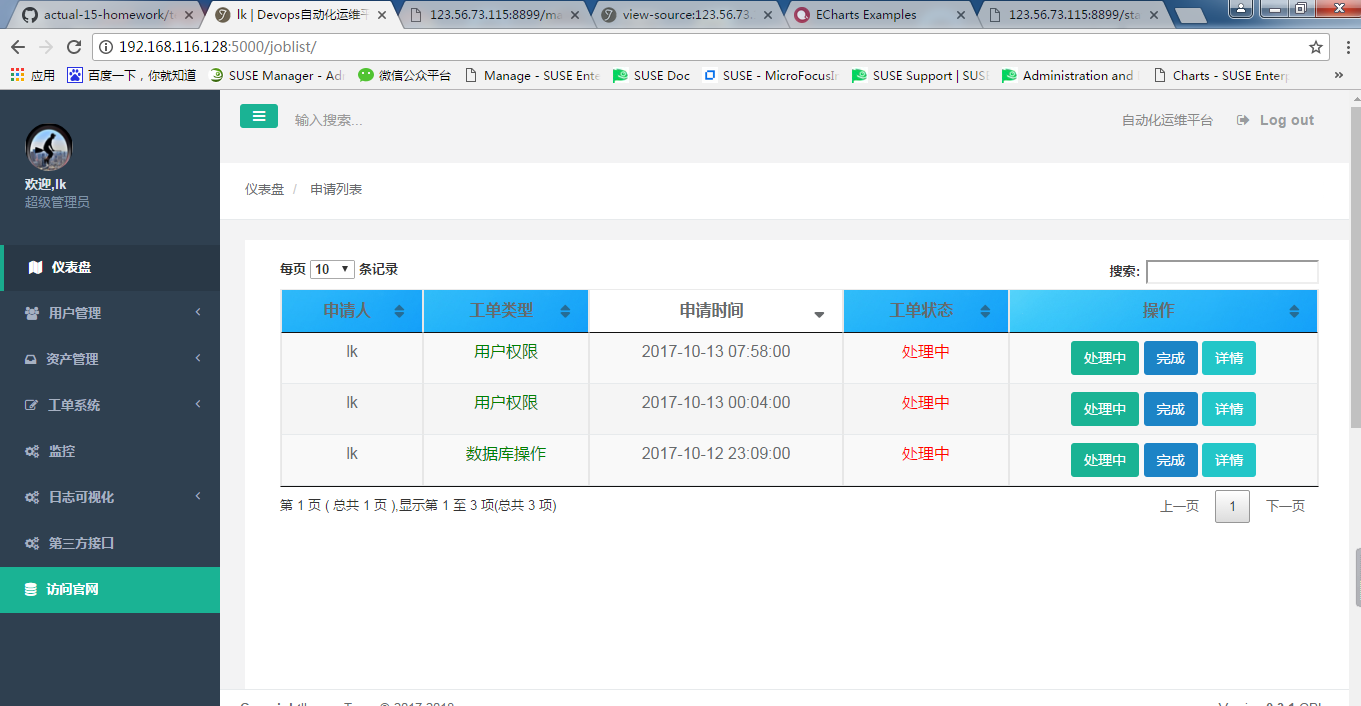 actual-15-homework/t
lk | Devops自动化运维平
123.56.73.115:8899/ma
view-source:123.56.73.
ECharts Examples
123.56.73.115:8899/sta
192.168.116.128:5000/joblist/
应用
百度一下，你就知道
SUSE Manager - Adr
微信公众平台
Manage - SUSE Ente
SUSE Doc
SUSE - MicroFocusIn
SUSE Support | SUS
Administration and
Charts - SUSE Enterp
»
欢迎,lk
超级管理员
仪表盘
用户管理
资产管理
工单系统
监控
日志可视化
第三方接口
访问官网
输入搜索...
自动化运维平台
Log out
仪表盘 / 申请列表
每页 10 条记录
搜索:
申请人 工单类型 申请时间 工单状态 操作
lk 用户权限 2017-10-13 07:58:00 处理中 处理中 完成 详情
lk 用户权限 2017-10-13 00:04:00 处理中 处理中 完成 详情
lk 数据库操作 2017-10-12 23:09:00 处理中 处理中 完成 详情
第 1 页 ( 总共 1 页 ),显示第 1 至 3 项(总共 3 项)
上一页 1 下一页